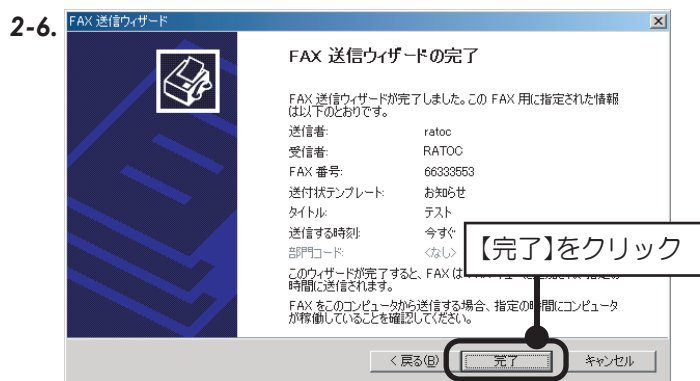 2-6.
FAX 送信ウィザード
FAX 送信ウィザードの完了
FAX 送信ウィザードが完了しました。この FAX 用に指定された情報
は以下のとおりです。
送信者: ratoc
受信者: RATOC
FAX 番号: 66333553
送付状テンプレート: お知らせ
タイトル: テスト
送信する時刻: 今すぐ
部門コード: <なし>
【完了】をクリック
このウィザードが完了すると、FAX は
時間に送信されます。
FAX をこのコンピュータから送信する場合、指定の時間にコンピュータ
が稼働していることを確認してください。
< 戻る(B) 完了 キャンセル